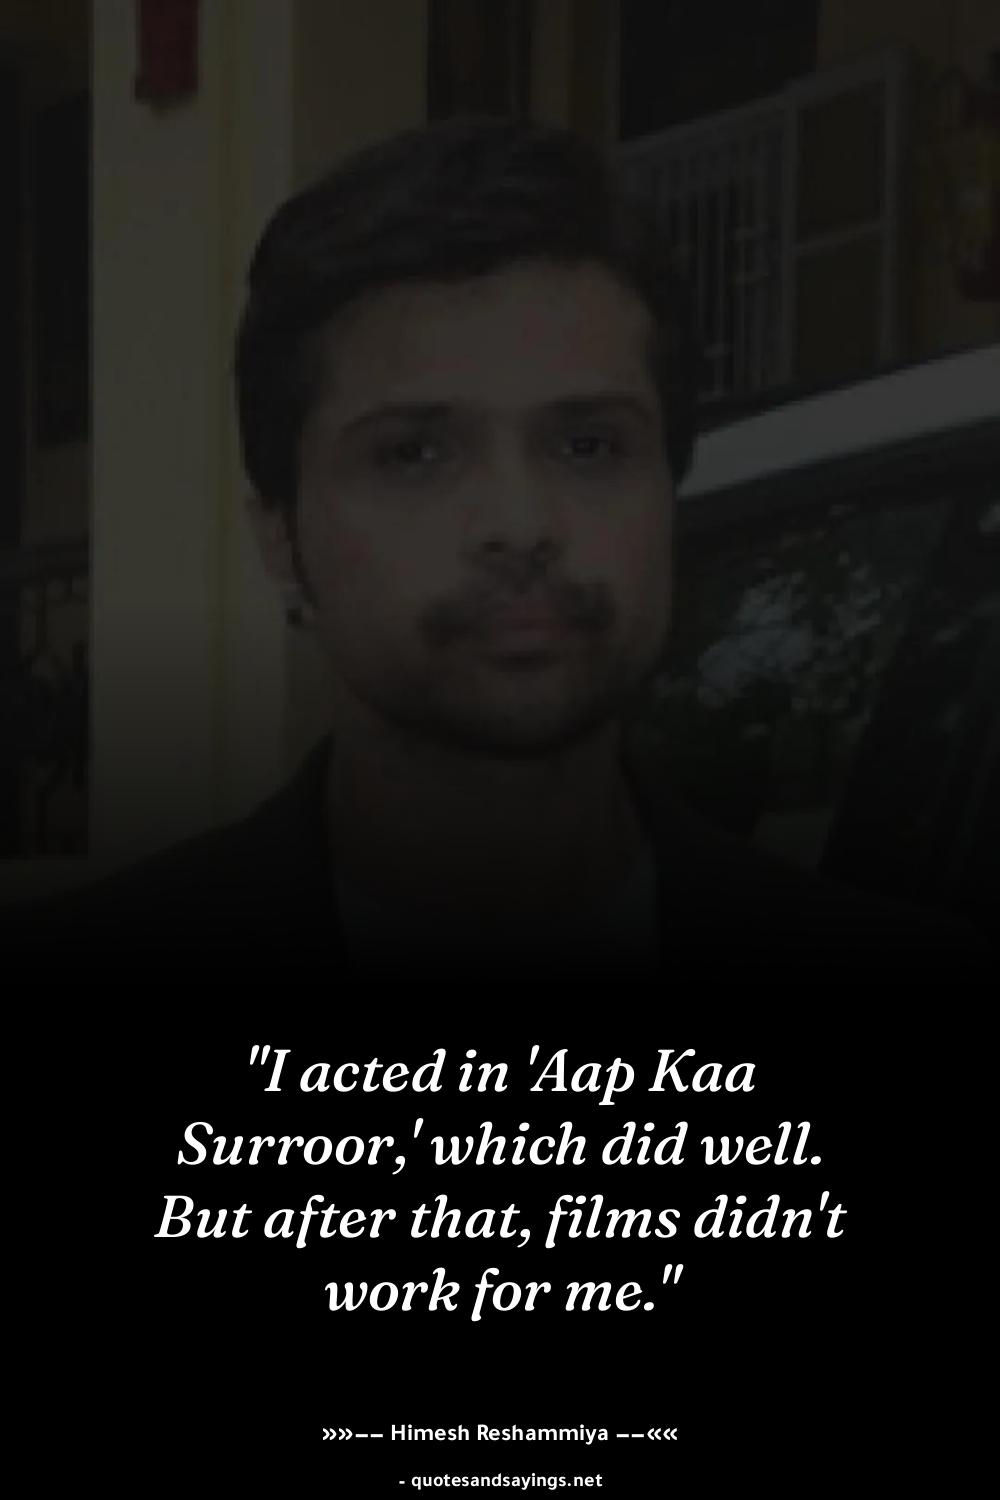 "I acted in 'Aap Kaa
Surroor,' which did well.
But after that, films didn't
work for me."
»»−− Himesh Reshammiya −−««
- quotesandsayings.net